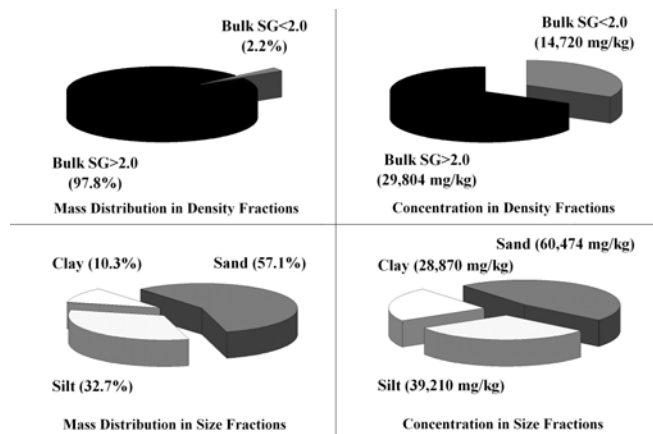 Bulk SG<2.0
(2.2%)
Bulk SG>2.0
(97.8%)
Mass Distribution in Density Fractions
Bulk SG<2.0
(14,720 mg/kg)
Bulk SG>2.0
(29,804 mg/kg)
Concentration in Density Fractions
Clay (10.3%)
Sand (57.1%)
Silt (32.7%)
Mass Distribution in Size Fractions
Sand (60,474 mg/kg)
Clay (28,870 mg/kg)
Silt (39,210 mg/kg)
Concentration in Size Fractions